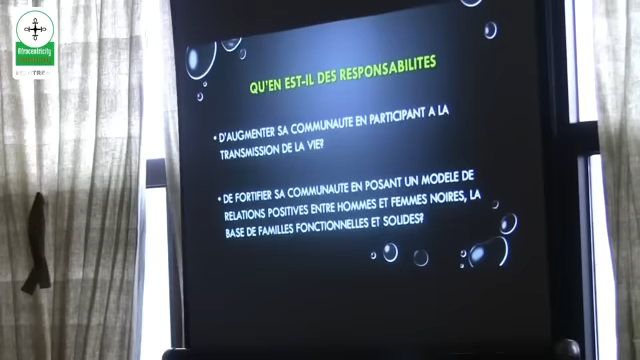 Afrocentricity
QU'EN EST-IL DES RESPONSABILITES
• D'AUGMENTER SA COMMUNAUTE EN PARTICIPANT A LA
TRANSMISSION DE LA VIE?
• DE FORTIFIER SA COMMUNAUTE EN POSANT UN MODELE DE
RELATIONS POSITIVES ENTRE HOMMES ET FEMMES NOIRES, LA
BASE DE FAMILLES FONCTIONNELLES ET SOLIDES?